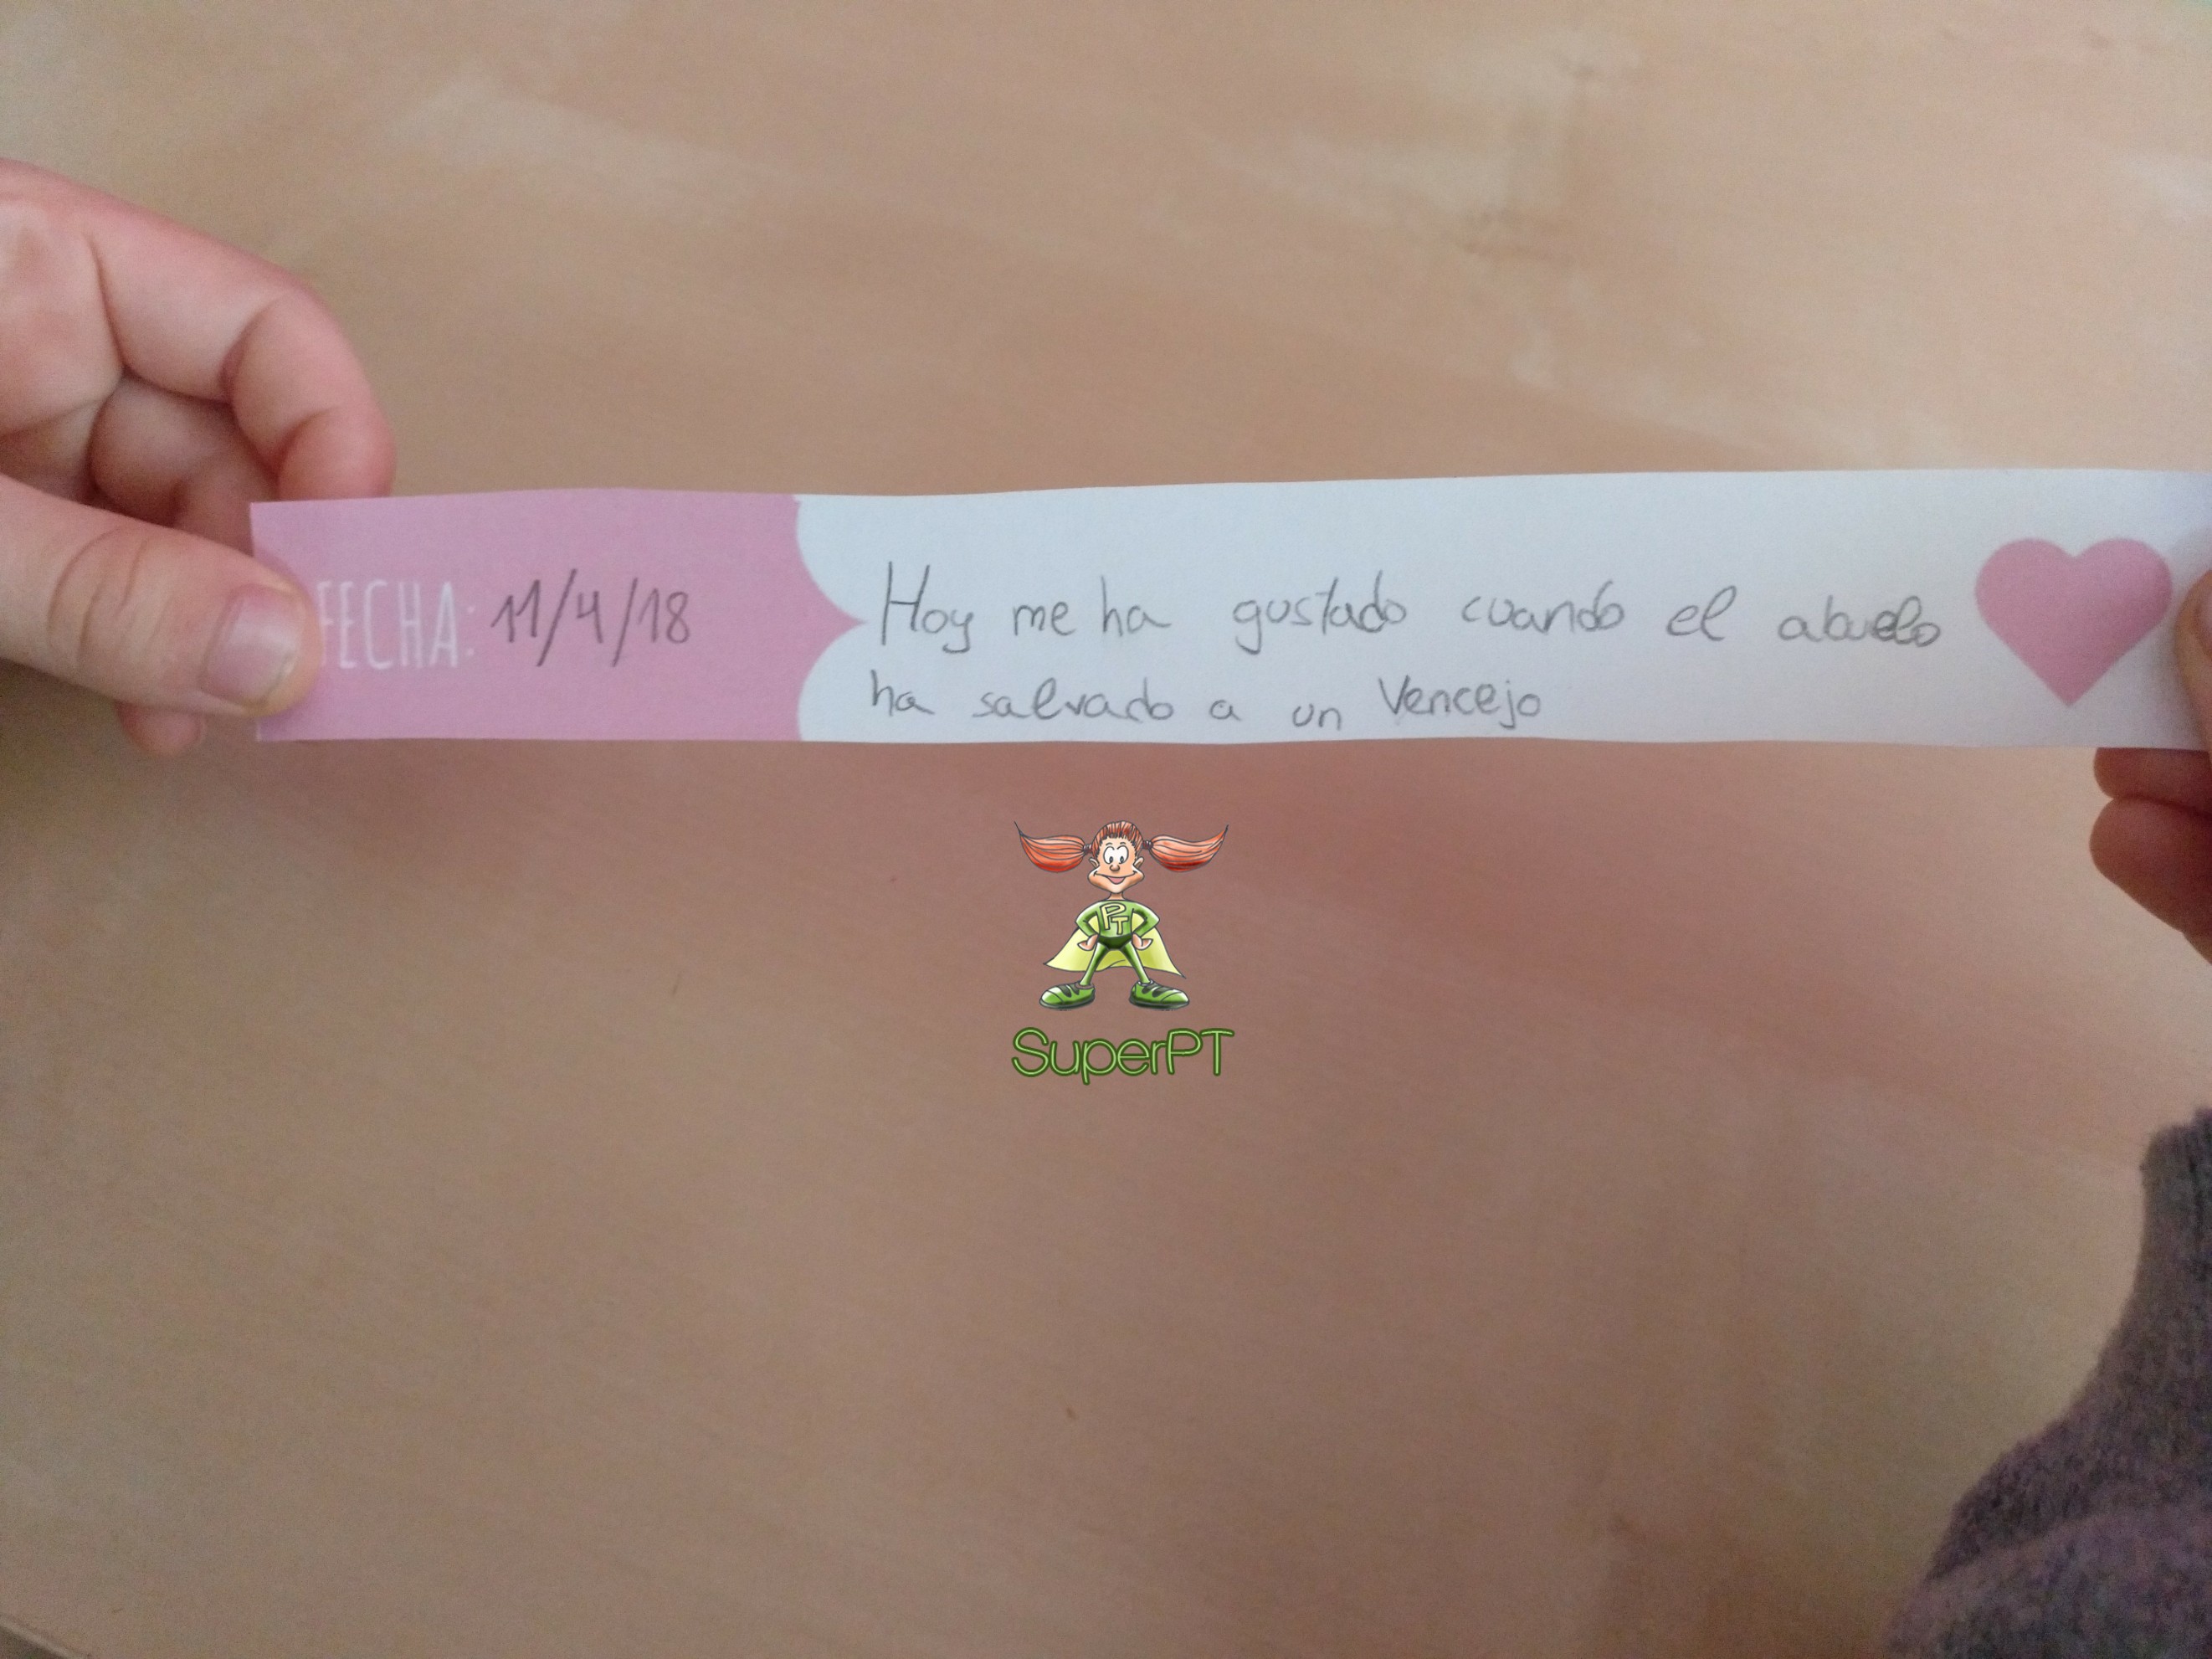 FECHA: 11/4/18
Hoy me ha gustado cuando el abuelo
ha salvado a un Vencejo
PT
SuperPT